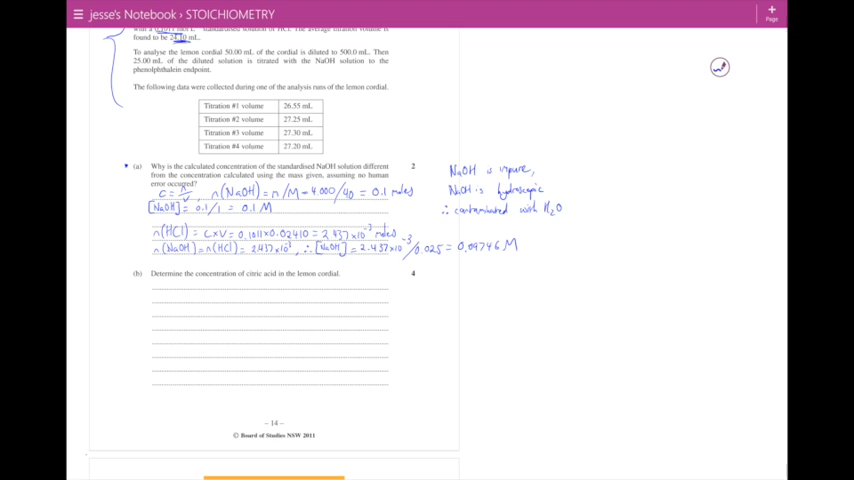 jesse's Notebook › STOICHIOMETRY
Page
standardised solution of HCl. The average titration volume is
found to be 24.10 mL.
To analyse the lemon cordial 50.00 mL of the cordial is diluted to 500.0 mL. Then
25.00 mL of the diluted solution is titrated with the NaOH solution to the
phenolphthalein endpoint.
The following data were collected during one of the analysis runs of the lemon cordial.
Titration #1 volume 26.55 mL
Titration #2 volume 27.25 mL
Titration #3 volume 27.30 mL
Titration #4 volume 27.20 mL
(a) Why is the calculated concentration of the standardised NaOH solution different 2
from the concentration calculated using the mass given, assuming no human
error occurred?
NaOH is impure,
NaOH is hydroscopic
∴ contaminated with H2O
c = n/V, n(NaOH) = m/M = 4.000/40 = 0.1 moles
[NaOH] = 0.1/1 = 0.1 M
n(HCl) = C×V = 0.1011×0.02410 = 2.437×10⁻³ moles
n(NaOH) = n(HCl) = 2.437×10⁻³, ∴ [NaOH] = 2.437×10⁻³/0.025 = 0.09746 M
(b) Determine the concentration of citric acid in the lemon cordial. 4
– 14 –
© Board of Studies NSW 2011